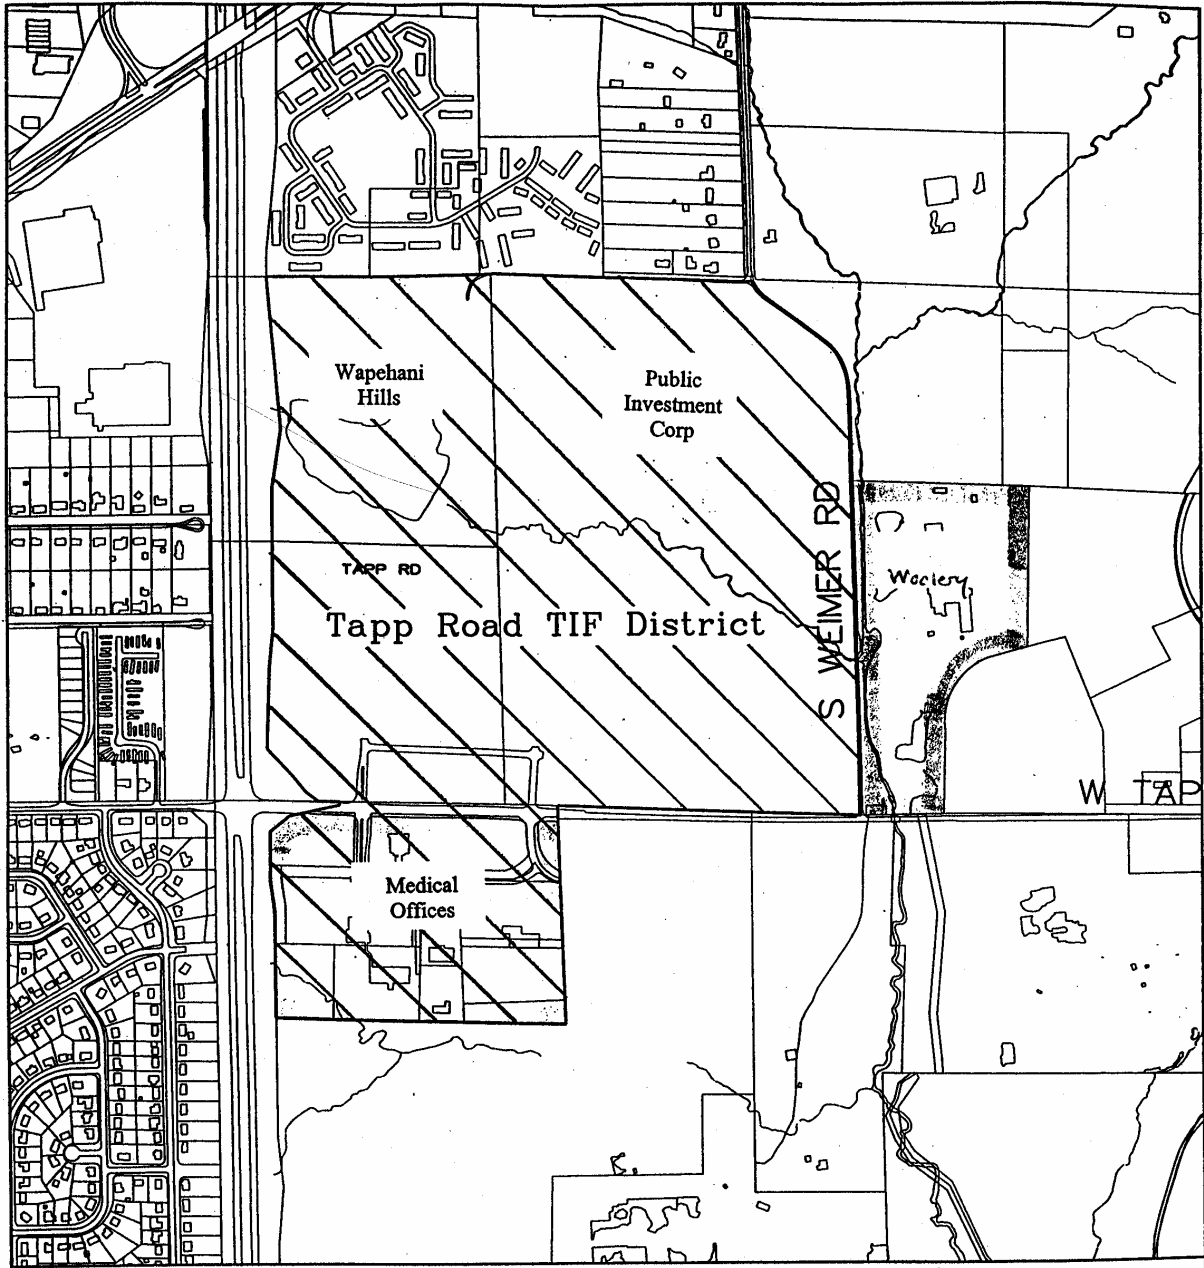 Wapehani
Hills
Public
Investment
Corp
S WEIMER RD
TAPP RD
Woolery
Tapp Road TIF District
W TAP
Medical
Offices